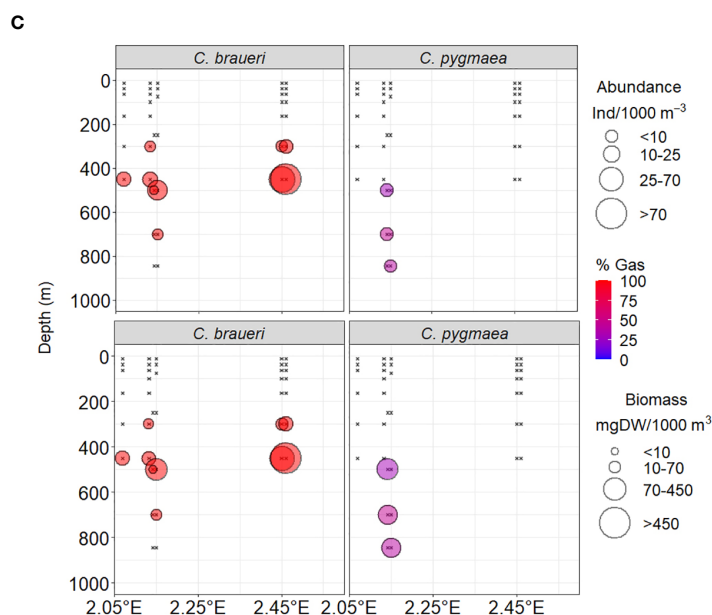 C
C. braueri C. pygmaea
0
200
400
600
800
1000
C. braueri C. pygmaea
0
200
400
600
800
1000
Depth (m)
2.05°E 2.25°E 2.45°E 2.05°E 2.25°E 2.45°E
Abundance
Ind/1000 m⁻³
<10
10-25
25-70
>70
% Gas
100
75
50
25
0
Biomass
mgDW/1000 m³
<10
10-70
70-450
>450